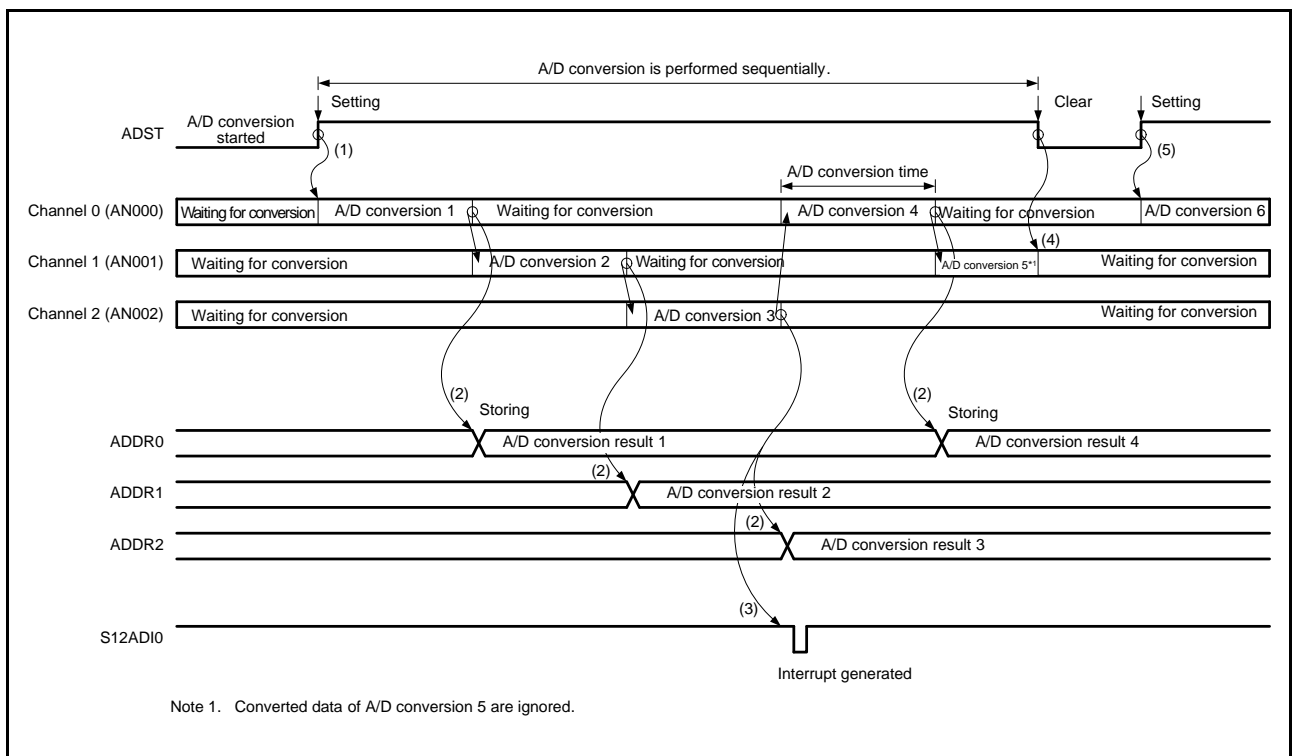 A/D conversion is performed sequentially.
Setting
Clear
Setting
ADST
A/D conversion
started
(1)
(5)
A/D conversion time
Channel 0 (AN000)
Waiting for conversion
A/D conversion 1
Waiting for conversion
A/D conversion 4
Waiting for conversion
A/D conversion 6
(4)
Channel 1 (AN001)
Waiting for conversion
A/D conversion 2
Waiting for conversion
A/D conversion 5*1
Waiting for conversion
Channel 2 (AN002)
Waiting for conversion
A/D conversion 3
Waiting for conversion
(2)
Storing
(2)
Storing
ADDR0
A/D conversion result 1
A/D conversion result 4
(2)
ADDR1
A/D conversion result 2
(2)
ADDR2
A/D conversion result 3
(3)
S12ADI0
Interrupt generated
Note 1. Converted data of A/D conversion 5 are ignored.